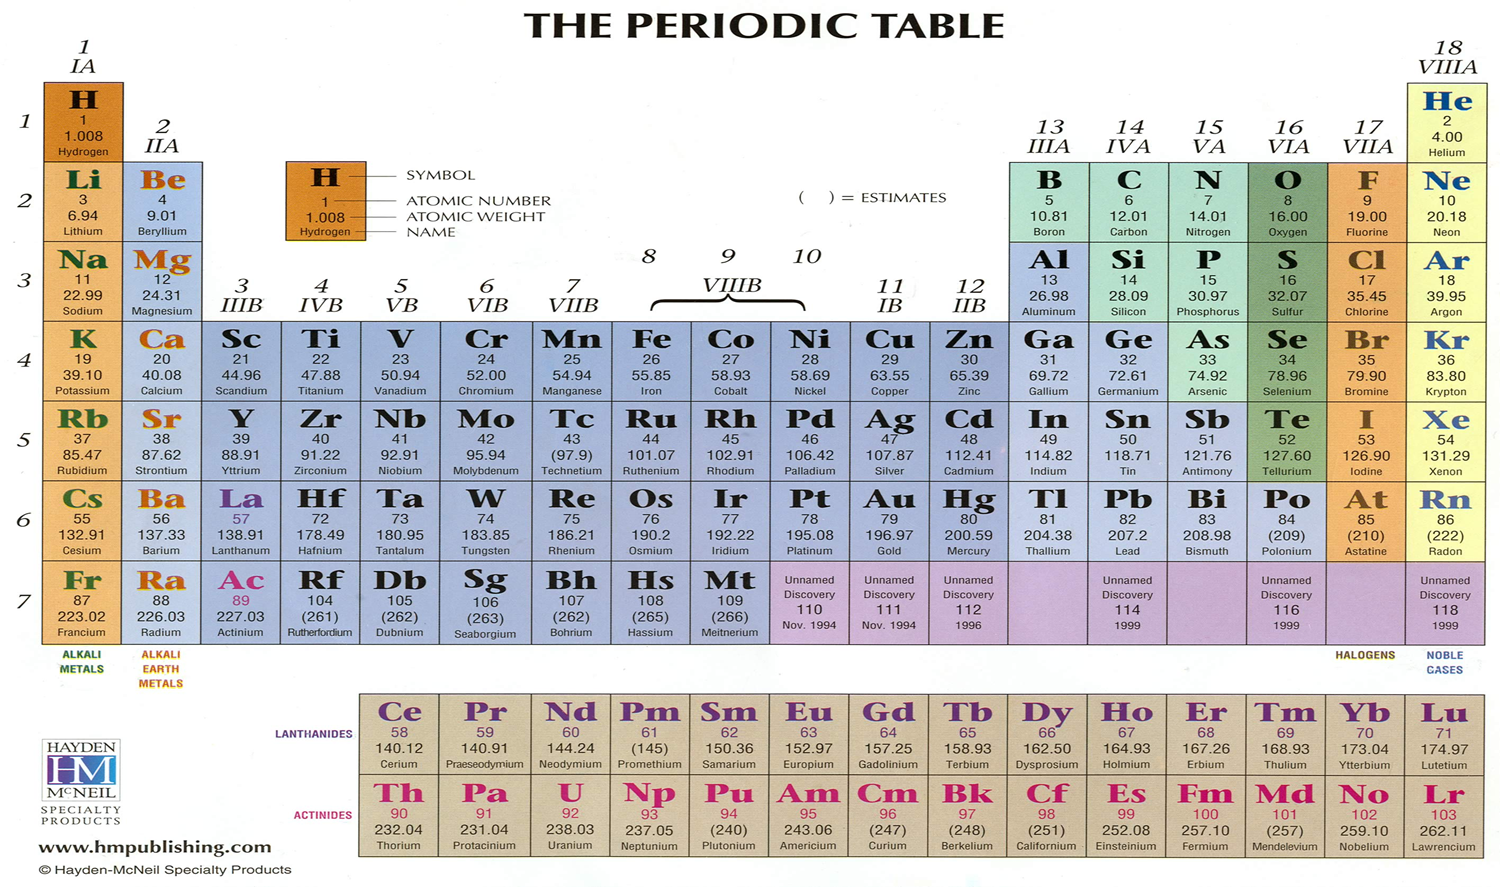 THE PERIODIC TABLE
1
IA
18
VIIIA
H
1
1.008
Hydrogen
He
2
4.00
Helium
1
2
IIA
13
IIIA
14
IVA
15
VA
16
VIA
17
VIIA
2
Li
3
6.94
Lithium
Be
4
9.01
Beryllium
H
1
1.008
Hydrogen
SYMBOL
ATOMIC NUMBER
ATOMIC WEIGHT
NAME
( ) = ESTIMATES
B
5
10.81
Boron
C
6
12.01
Carbon
N
7
14.01
Nitrogen
O
8
16.00
Oxygen
F
9
19.00
Fluorine
Ne
10
20.18
Neon
3
Na
11
22.99
Sodium
Mg
12
24.31
Magnesium
3
IIIB
4
IVB
5
VB
6
VIB
7
VIIB
8
9
10
VIIIB
11
IB
12
IIB
Al
13
26.98
Aluminum
Si
14
28.09
Silicon
P
15
30.97
Phosphorus
S
16
32.07
Sulfur
Cl
17
35.45
Chlorine
Ar
18
39.95
Argon
4
K
19
39.10
Potassium
Ca
20
40.08
Calcium
Sc
21
44.96
Scandium
Ti
22
47.88
Titanium
V
23
50.94
Vanadium
Cr
24
52.00
Chromium
Mn
25
54.94
Manganese
Fe
26
55.85
Iron
Co
27
58.93
Cobalt
Ni
28
58.69
Nickel
Cu
29
63.55
Copper
Zn
30
65.39
Zinc
Ga
31
69.72
Gallium
Ge
32
72.61
Germanium
As
33
74.92
Arsenic
Se
34
78.96
Selenium
Br
35
79.90
Bromine
Kr
36
83.80
Krypton
5
Rb
37
85.47
Rubidium
Sr
38
87.62
Strontium
Y
39
88.91
Yttrium
Zr
40
91.22
Zirconium
Nb
41
92.91
Niobium
Mo
42
95.94
Molybdenum
Tc
43
(97.9)
Technetium
Ru
44
101.07
Ruthenium
Rh
45
102.91
Rhodium
Pd
46
106.42
Palladium
Ag
47
107.87
Silver
Cd
48
112.41
Cadmium
In
49
114.82
Indium
Sn
50
118.71
Tin
Sb
51
121.76
Antimony
Te
52
127.60
Tellurium
I
53
126.90
Iodine
Xe
54
131.29
Xenon
6
Cs
55
132.91
Cesium
Ba
56
137.33
Barium
La
57
138.91
Lanthanum
Hf
72
178.49
Hafnium
Ta
73
180.95
Tantalum
W
74
183.85
Tungsten
Re
75
186.21
Rhenium
Os
76
190.2
Osmium
Ir
77
192.22
Iridium
Pt
78
195.08
Platinum
Au
79
196.97
Gold
Hg
80
200.59
Mercury
Tl
81
204.38
Thallium
Pb
82
207.2
Lead
Bi
83
208.98
Bismuth
Po
84
(209)
Polonium
At
85
(210)
Astatine
Rn
86
(222)
Radon
7
Fr
87
223.02
Francium
Ra
88
226.03
Radium
Ac
89
227.03
Actinium
Rf
104
(261)
Rutherfordium
Db
105
(262)
Dubnium
Sg
106
(263)
Seaborgium
Bh
107
(262)
Bohrium
Hs
108
(265)
Hassium
Mt
109
(266)
Meitnerium
Unnamed
Discovery
110
Nov. 1994
Unnamed
Discovery
111
Nov. 1994
Unnamed
Discovery
112
1996
Unnamed
Discovery
114
1999
Unnamed
Discovery
116
1999
Unnamed
Discovery
118
1999
ALKALI
METALS
ALKALI
EARTH
METALS
HALOGENS
NOBLE
CASES
LANTHANIDES
Ce
58
140.12
Cerium
Pr
59
140.91
Praeseodymium
Nd
60
144.24
Neodymium
Pm
61
(145)
Promethium
Sm
62
150.36
Samarium
Eu
63
152.97
Europium
Gd
64
157.25
Gadolinium
Tb
65
158.93
Terbium
Dy
66
162.50
Dysprosium
Ho
67
164.93
Holmium
Er
68
167.26
Erbium
Tm
69
168.93
Thulium
Yb
70
173.04
Ytterbium
Lu
71
174.97
Lutetium
ACTINIDES
Th
90
232.04
Thorium
Pa
91
231.04
Protacinium
U
92
238.03
Uranium
Np
93
237.05
Neptunium
Pu
94
(240)
Plutonium
Am
95
243.06
Americium
Cm
96
(247)
Curium
Bk
97
(248)
Berkelium
Cf
98
(251)
Californium
Es
99
252.08
Einsteinium
Fm
100
257.10
Fermium
Md
101
(257)
Mendelevium
No
102
259.10
Nobelium
Lr
103
262.11
Lawrencium
HAYDEN
HM
MCNEIL
SPECIALTY
PRODUCTS
www.hmpublishing.com
© Hayden-McNeil Specialty Products